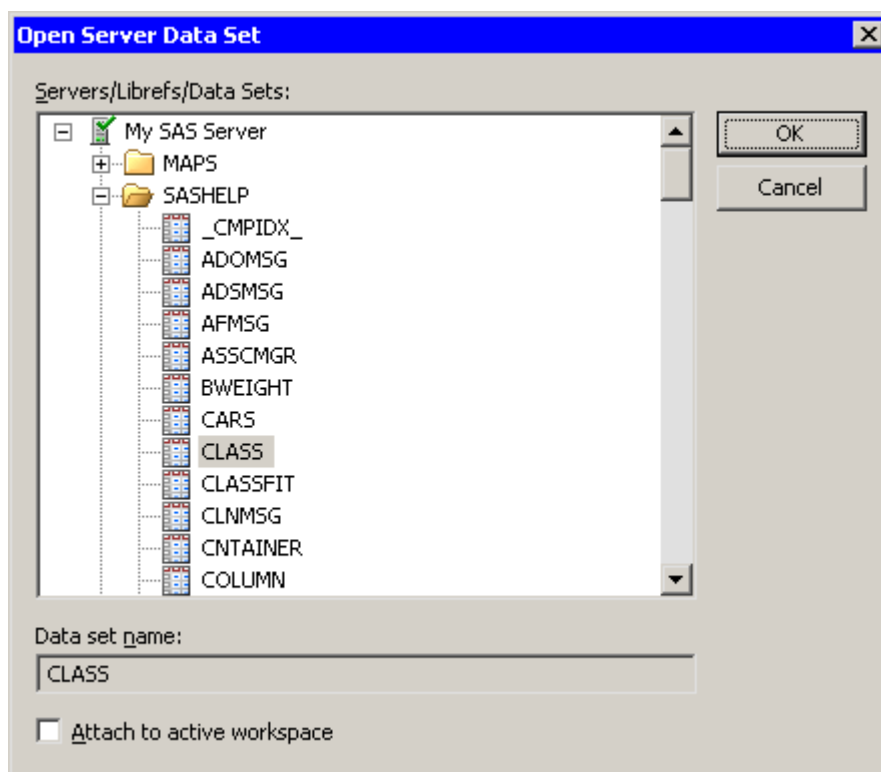 Open Server Data Set
Servers/Librefs/Data Sets:
My SAS Server
MAPS
SASHELP
_CMPIDX_
ADOMSG
ADSMSG
AFMSG
ASSCMGR
BWEIGHT
CARS
CLASS
CLASSFIT
CLNMSG
CNTAINER
COLUMN
OK
Cancel
Data set name:
CLASS
Attach to active workspace